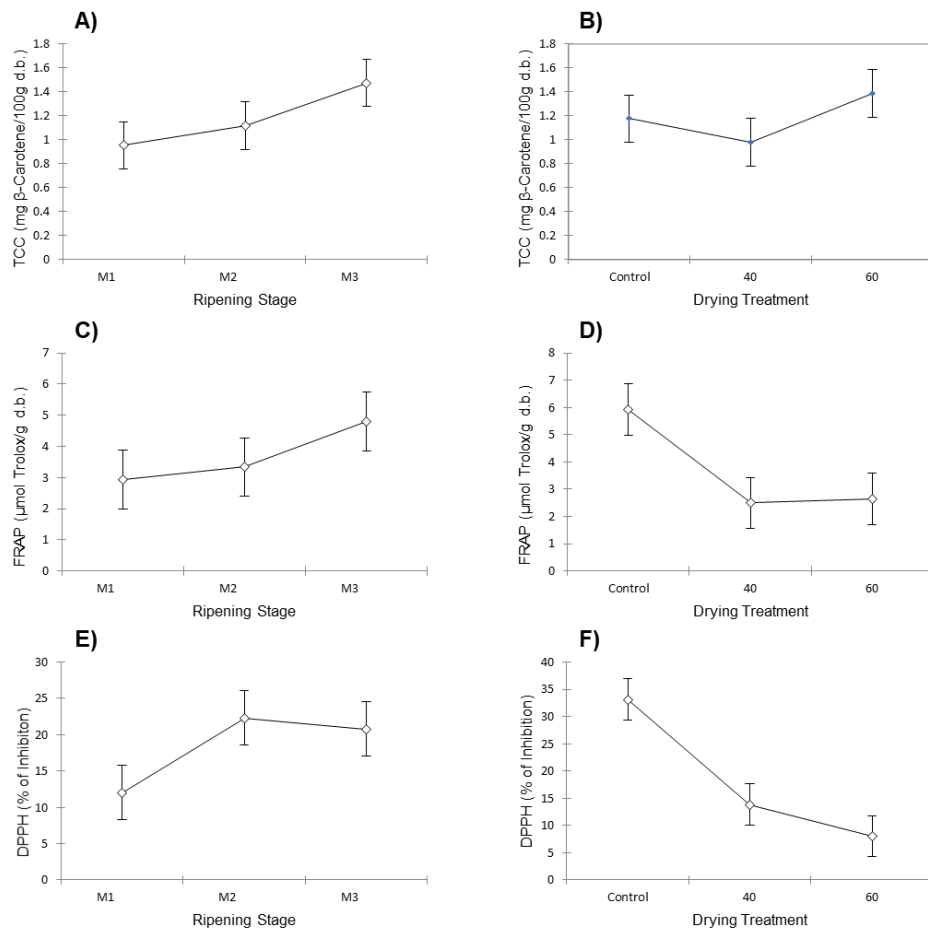 A)
TCC (mg β-Carotene/100g d.b.)
1.8
1.6
1.4
1.2
1
0.8
0.6
0.4
0.2
0
M1 M2 M3
Ripening Stage
B)
TCC (mg β-Carotene/100g d.b.)
1.8
1.6
1.4
1.2
1
0.8
0.6
0.4
0.2
0
Control 40 60
Drying Treatment
C)
FRAP (µmol Trolox/g d.b.)
7
6
5
4
3
2
1
0
M1 M2 M3
Ripening Stage
D)
FRAP (µmol Trolox/g d.b.)
8
7
6
5
4
3
2
1
0
Control 40 60
Drying Treatment
E)
DPPH (% of Inhibiton)
30
25
20
15
10
5
0
M1 M2 M3
Ripening Stage
F)
DPPH (% of Inhibition)
40
35
30
25
20
15
10
5
0
Control 40 60
Drying Treatment